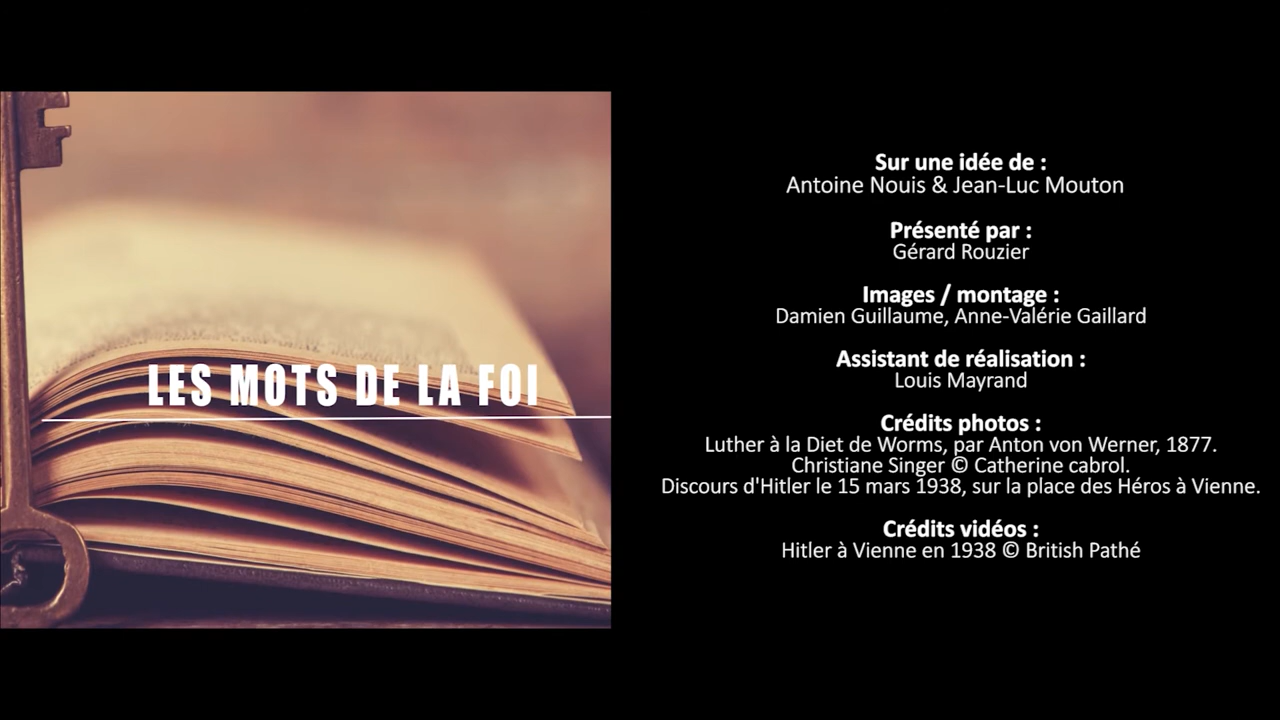 LES MOTS DE LA FOI
Sur une idée de :
Antoine Nouis & Jean-Luc Mouton
Présenté par :
Gérard Rouzier
Images / montage :
Damien Guillaume, Anne-Valérie Gaillard
Assistant de réalisation :
Louis Mayrand
Crédits photos :
Luther à la Diet de Worms, par Anton von Werner, 1877.
Christiane Singer © Catherine cabrol.
Discours d'Hitler le 15 mars 1938, sur la place des Héros à Vienne.
Crédits vidéos :
Hitler à Vienne en 1938 © British Pathé